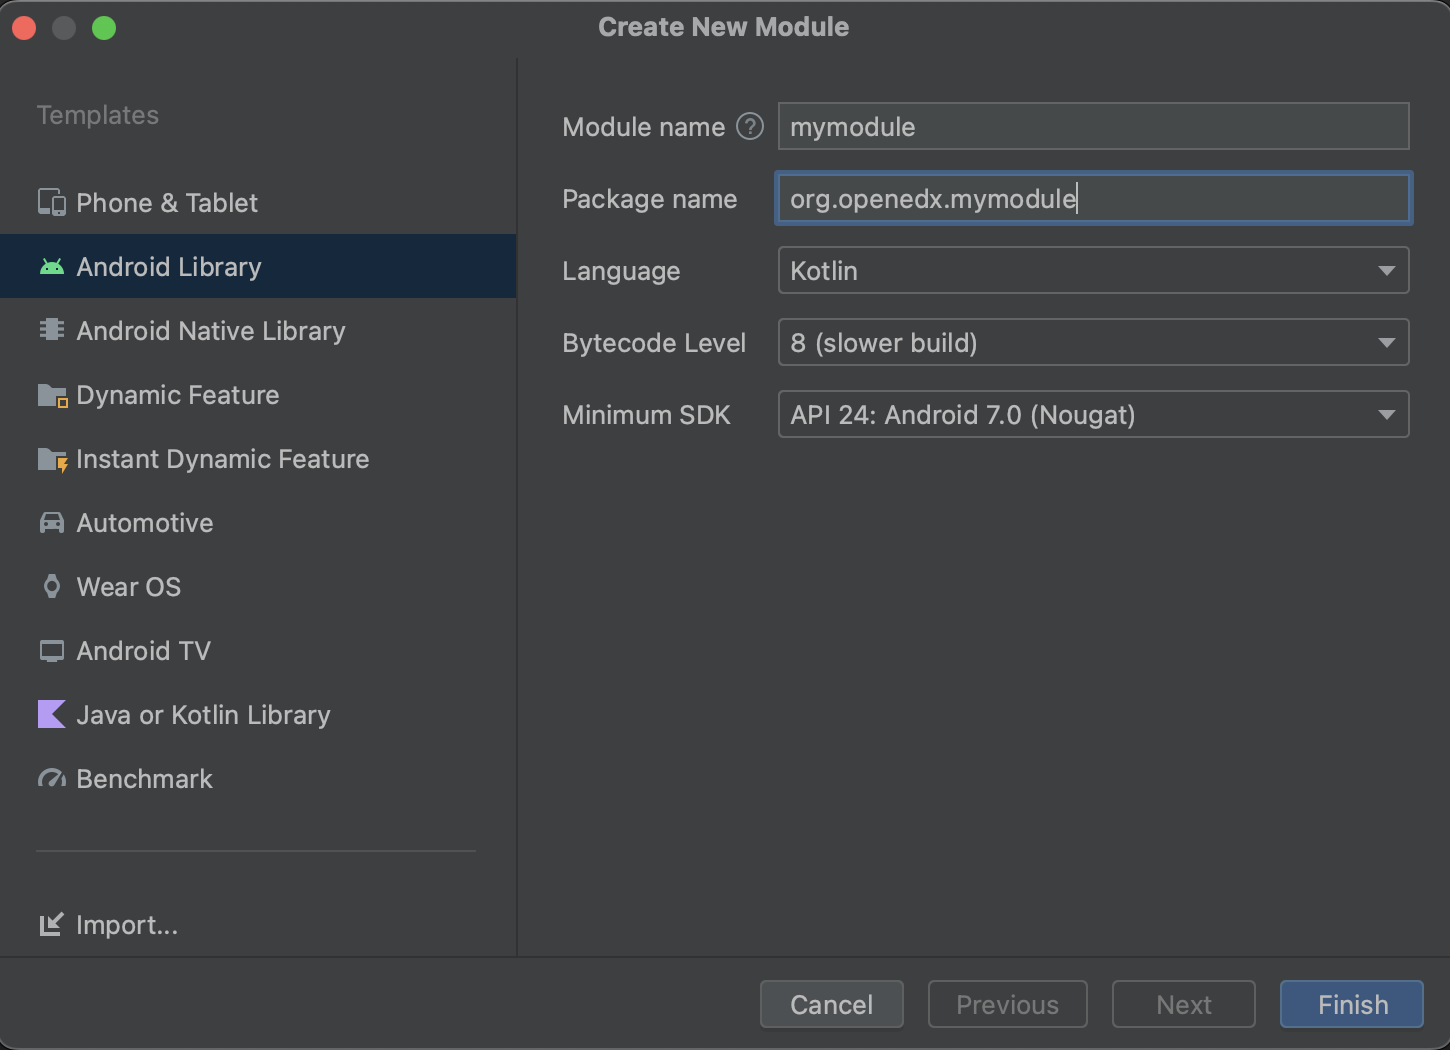 Create New Module
Templates
Phone & Tablet
Android Library
Android Native Library
Dynamic Feature
Instant Dynamic Feature
Automotive
Wear OS
Android TV
Java or Kotlin Library
Benchmark
Import...
Module name ? mymodule
Package name org.openedx.mymodule
Language Kotlin
Bytecode Level 8 (slower build)
Minimum SDK API 24: Android 7.0 (Nougat)
Cancel Previous Next Finish